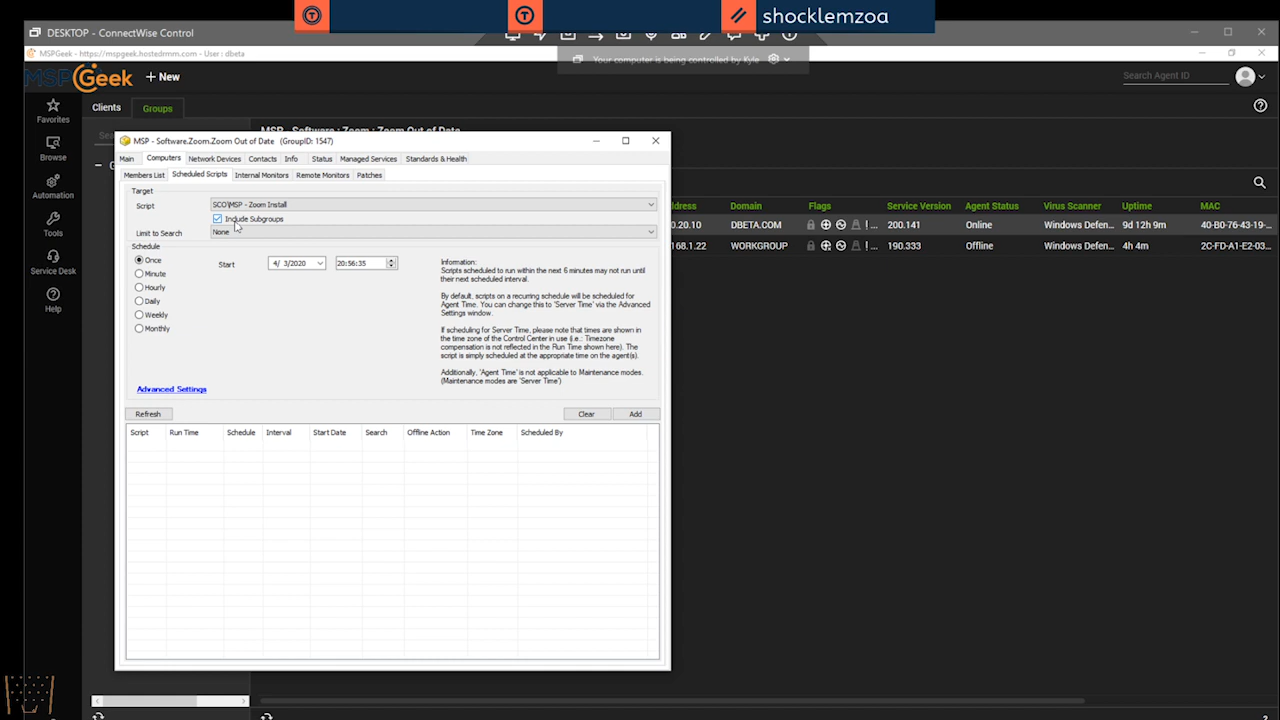 shocklemzoa
DESKTOP - ConnectWise Control
MSPGeek - https://mspgeek.hostedrmm.com - User : dbeta
Your computer is being controlled by Kyle
MSPGeek
+ New
Search Agent ID
Favorites
Browse
Automation
Tools
Service Desk
Help
Clients
Groups
MSP - Software : Zoom : Zoom Out of Date
MSP - Software.Zoom.Zoom Out of Date (GroupID: 1547)
Main
Computers
Network Devices
Contacts
Info
Status
Managed Services
Standards & Health
Members List
Scheduled Scripts
Internal Monitors
Remote Monitors
Patches
Target
Script
SCO\MSP - Zoom Install
Include Subgroups
Limit to Search
None
Schedule
Once
Minute
Hourly
Daily
Weekly
Monthly
Start
4/ 3/2020
20:56:35
Information:
Scripts scheduled to run within the next 6 minutes may not run until
their next scheduled interval.
By default, scripts on a recurring schedule will be scheduled for
Agent Time. You can change this to 'Server Time' via the Advanced
Settings window.
If scheduling for Server Time, please note that times are shown in
the time zone of the Control Center in use (i.e.: Timezone
compensation is not reflected in the Run Time shown here). The
script is simply scheduled at the appropriate time on the agent(s).
Additionally, 'Agent Time' is not applicable to Maintenance modes.
(Maintenance modes are 'Server Time')
Advanced Settings
Refresh
Clear
Add
Script Run Time Schedule Interval Start Date Search Offline Action Time Zone Scheduled By
ddress Domain Flags Service Version Agent Status Virus Scanner Uptime MAC
0.20.10 DBETA.COM ... 200.141 Online Windows Defen... 9d 12h 9m 40-B0-76-43-19-...
168.1.22 WORKGROUP ... 190.333 Offline Windows Defen... 4h 4m 2C-FD-A1-E2-03...